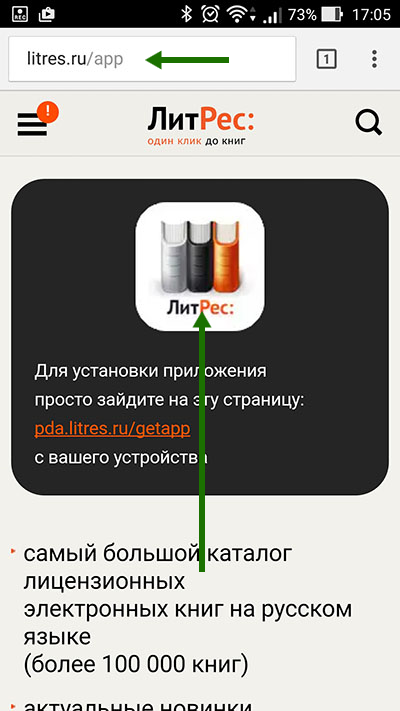 REC
73% 17:05
litres.ru/app
1
!
ЛитРес:
один клик до книг
ЛитРес:
Для установки приложения
просто зайдите на эту страницу:
pda.litres.ru/getapp
с вашего устройства
самый большой каталог
лицензионных
электронных книг на русском
языке
(более 100 000 книг)
актуальные новинки